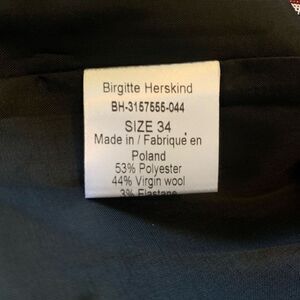 Birgitte Herskind
BH-3157555-044
SIZE 34
Made in / Fabriqué en
Poland
53% Polyester
44% Virgin wool
3% Elastane